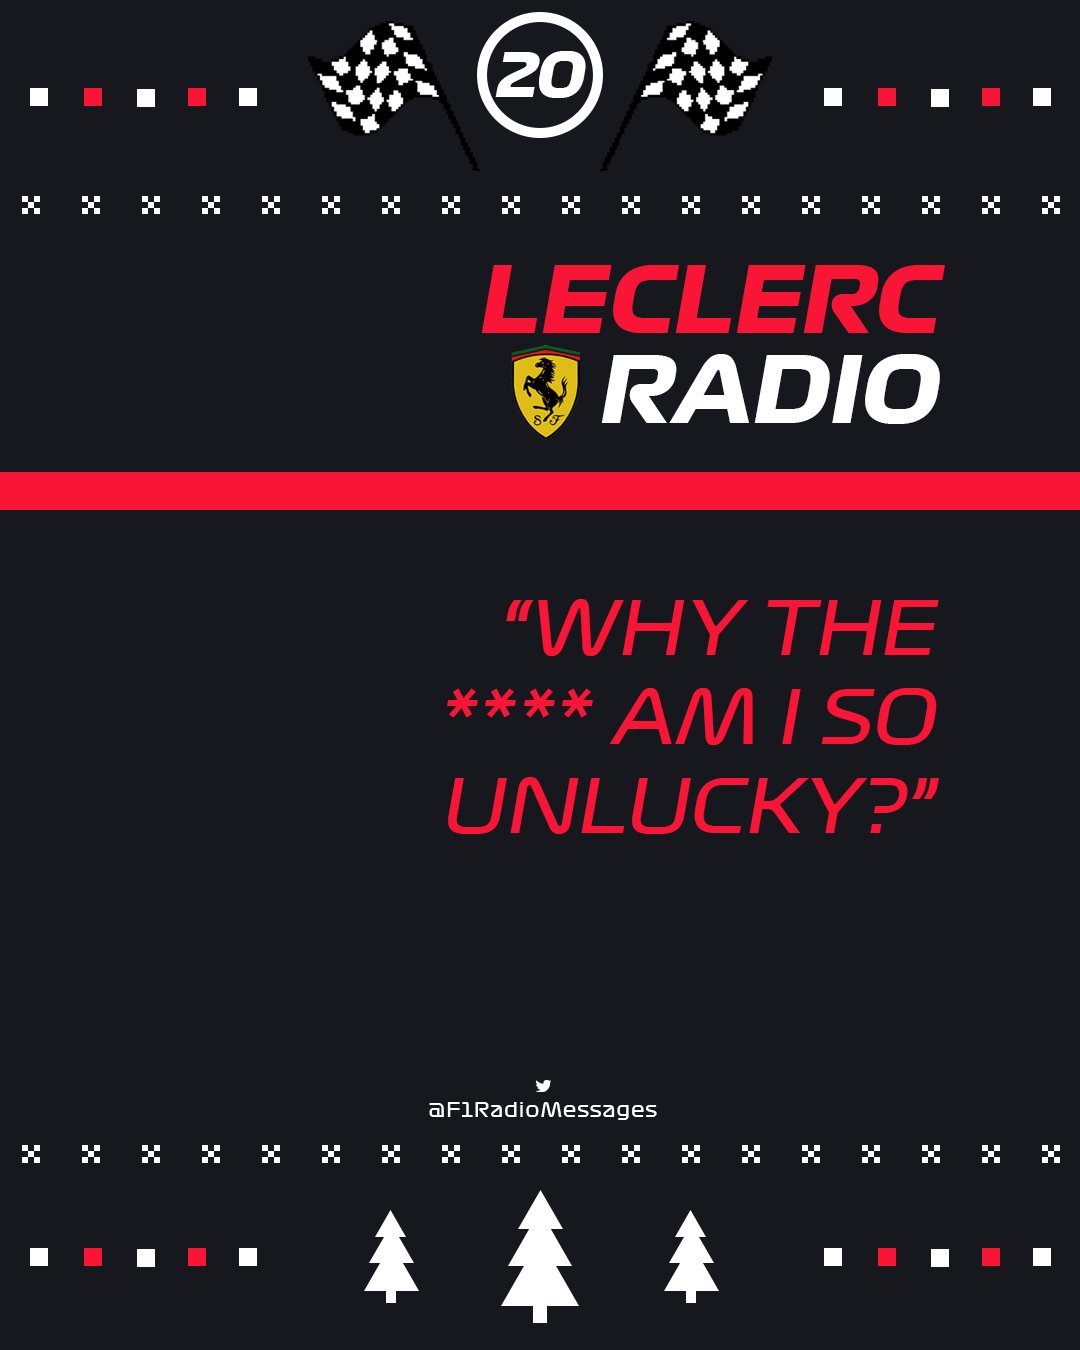 20
LECLERC
RADIO
S F
“WHY THE
**** AM I SO
UNLUCKY?”
@F1RadioMessages